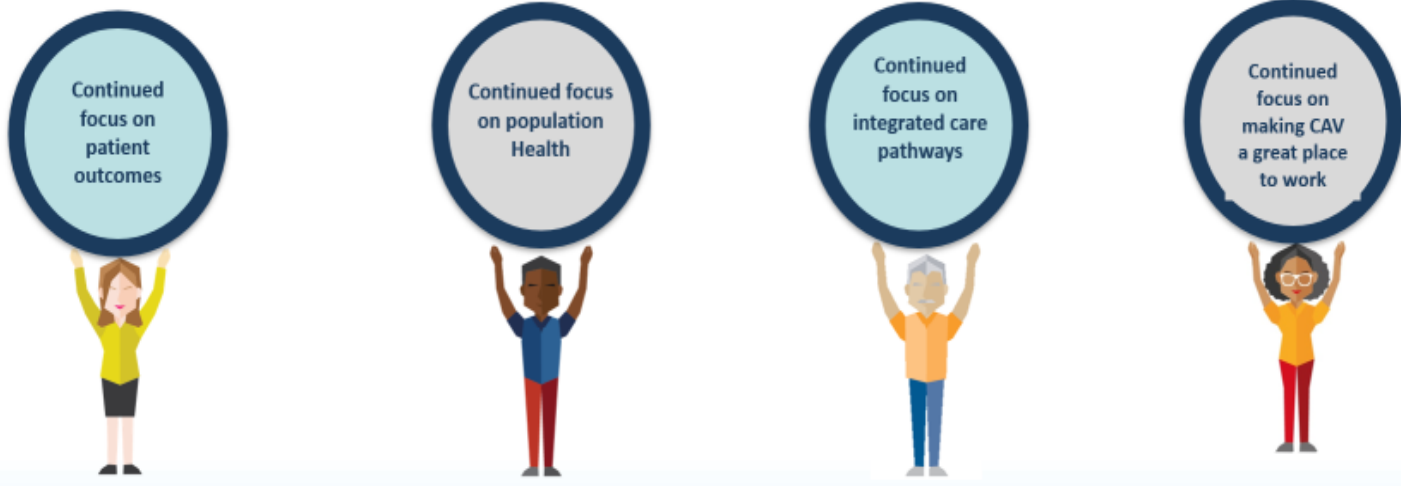 Continued
focus on
patient
outcomes
Continued focus
on population
Health
Continued
focus on
integrated care
pathways
Continued
focus on
making CAV
a great place
to work